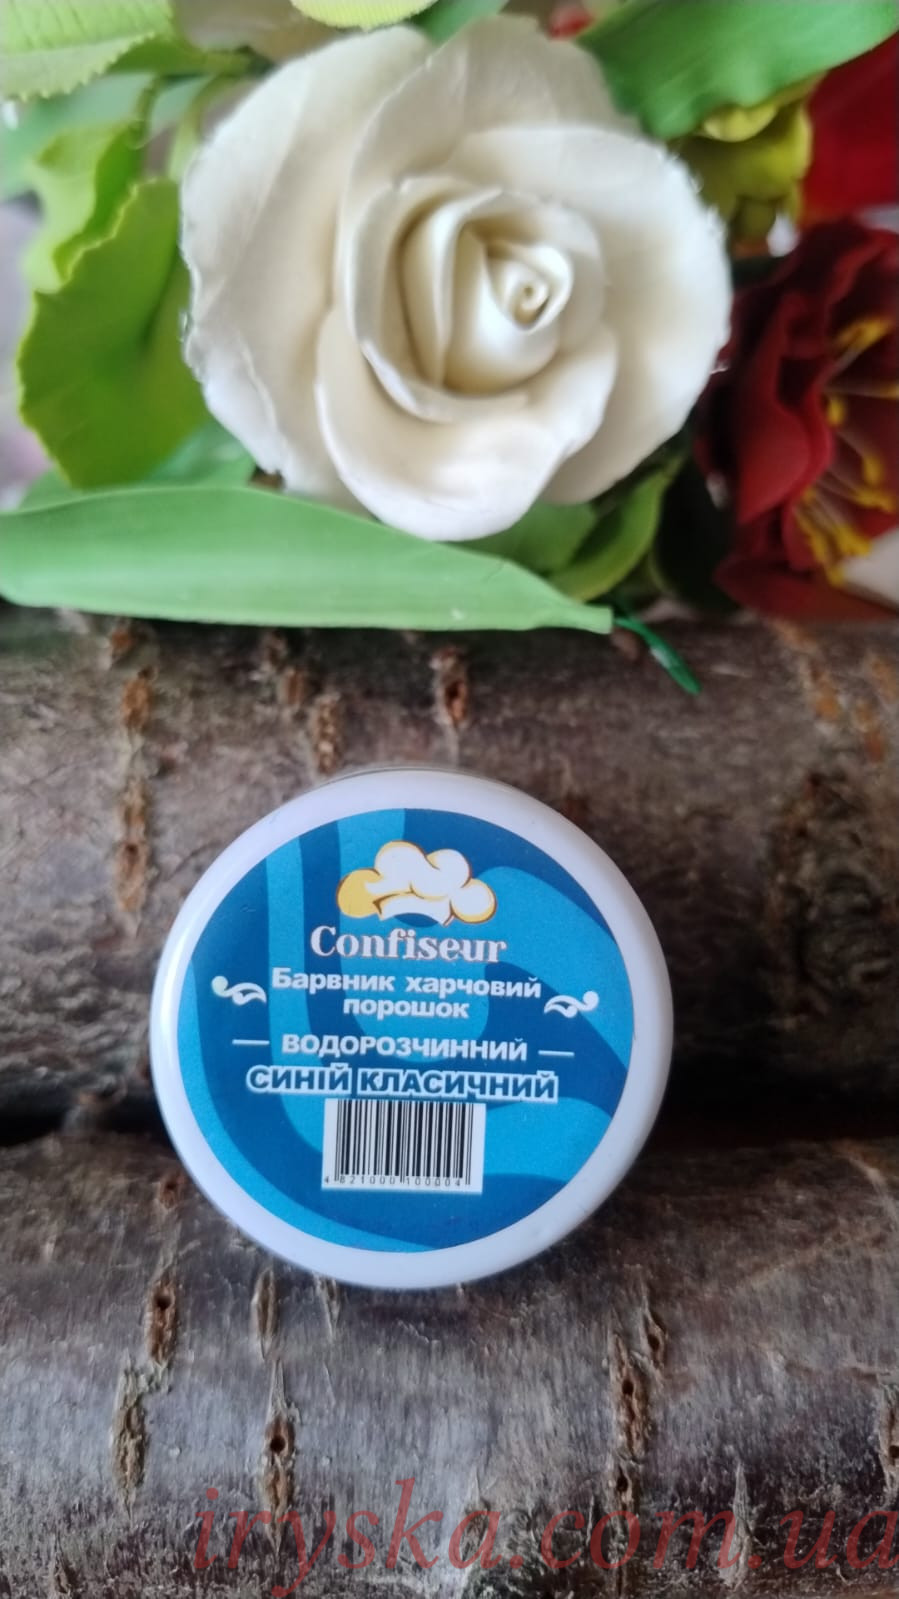 Confiseur
Барвник харчовий
порошок
— ВОДОРОЗЧИННИЙ —
СИНІЙ КЛАСИЧНИЙ
4 821000 100004
iryska.com.ua